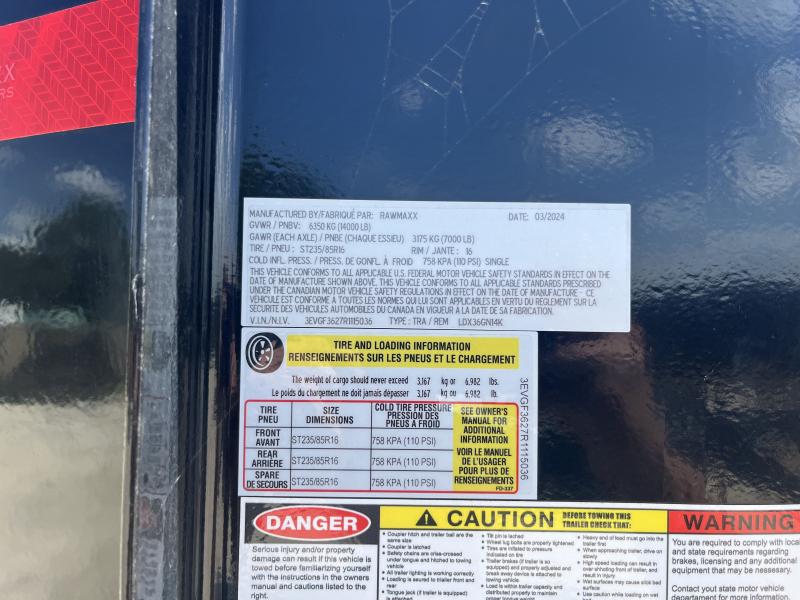 XX
RS
MANUFACTURED BY/FABRIQUÉ PAR: RAWMAXX DATE: 03/2024
GVWR / PNBV: 6350 KG (14000 LB)
GAWR (EACH AXLE) / PNBE (CHAQUE ESSIEU) 3175 KG (7000 LB)
TIRE / PNEU : ST235/85R16 RIM / JANTE : 16
COLD INFL. PRESS. / PRESS. DE GONFL. À FROID 758 KPA (110 PSI) SINGLE
THIS VEHICLE CONFORMS TO ALL APPLICABLE U.S. FEDERAL MOTOR VEHICLE SAFETY STANDARDS IN EFFECT ON THE
DATE OF MANUFACTURE SHOWN ABOVE. THIS VEHICLE CONFORMS TO ALL APPLICABLE STANDARDS PRESCRIBED
UNDER THE CANADIAN MOTOR VEHICLE SAFETY REGULATIONS IN EFFECT ON THE DATE OF MANUFACTURE - CE
VÉHICULE EST CONFORME A TOUTES LES NORMES QUI LUI SONT APPLICABLES EN VERTU DU RÈGLEMENT SUR LA
SÉCURITÉ DES VÉHICULES AUTOMOBILES DU CANADA EN VIGUEUR À LA DATE DE SA FABRICATION.
V.I.N./N.I.V. 3EVGF3627R1115036 TYPE : TRA / REM LDX36GN14K
TIRE AND LOADING INFORMATION
RENSEIGNEMENTS SUR LES PNEUS ET LE CHARGEMENT
The weight of cargo should never exceed 3,167 kg or 6,982 lbs.
Le poids du chargement ne doit jamais dépasser 3,167 kg ou 6,982 lb.
TIRE PNEU SIZE DIMENSIONS COLD TIRE PRESSURE PRESSION DES PNEUS A FROID
FRONT AVANT ST235/85R16 758 KPA (110 PSI)
REAR ARRIÈRE ST235/85R16 758 KPA (110 PSI)
SPARE DE SECOURS ST235/85R16 758 KPA (110 PSI)
SEE OWNER'S
MANUAL FOR
ADDITIONAL
INFORMATION
VOIR LE MANUEL
DE L'USAGER
POUR PLUS DE
RENSEIGNEMENTS
FD-337
3EVGF3627R1115036
DANGER
Serious injury and/or property
damage can result if this vehicle is
towed before familiarizing yourself
with the instructions in the owners
manual and cautions listed to the
right.
CAUTION BEFORE TOWING THIS
TRAILER CHECK THAT:
• Coupler hitch and trailer ball are the
same size
• Coupler is latched
• Safety chains are criss-crossed
under tongue and hitched to towing
vehicle
• All trailer lighting is working correctly
• Loading is secured to trailer front and
rear
• Tongue jack (if trailer is equipped)
• Tilt pin is latched
• Wheel lug bolts are properly tightened
• Tires are inflated to pressure
indicated on tire
• Trailer brakes (if trailer is so
equipped) are properly adjusted and
break away device is attached to
towing vehicle
• Load is within trailer capacity and
distributed properly to maintain
• Heavy end of load must go into the
trailer first
• When approaching trailer, drive on
slowly
• High speed loading can result in
over shooting front of trailer, and
result in injury
• Wet surfaces may cause slick bed
surface
• Use caution while loading on wet
WARNING
You are required to comply with local
and state requirements regarding
brakes, licensing and any additional
equipment that may be necessary.
Contact yout state motor vehicle
department for more information.